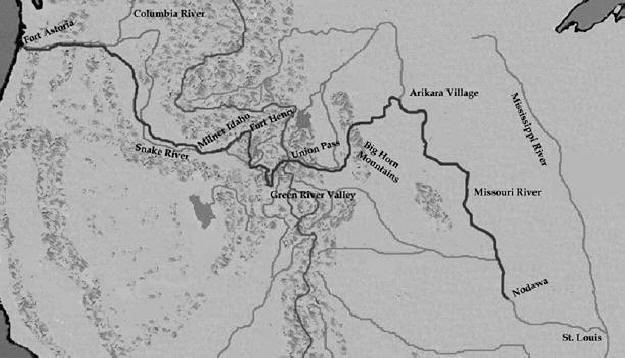 Columbia River
Fort Astoria
Arikara Village
Mississippi River
Fort Henry
Milner Idaho
Union Pass
Snake River
Big Horn
Mountains
Green River Valley
Missouri River
Nodawa
St. Louis